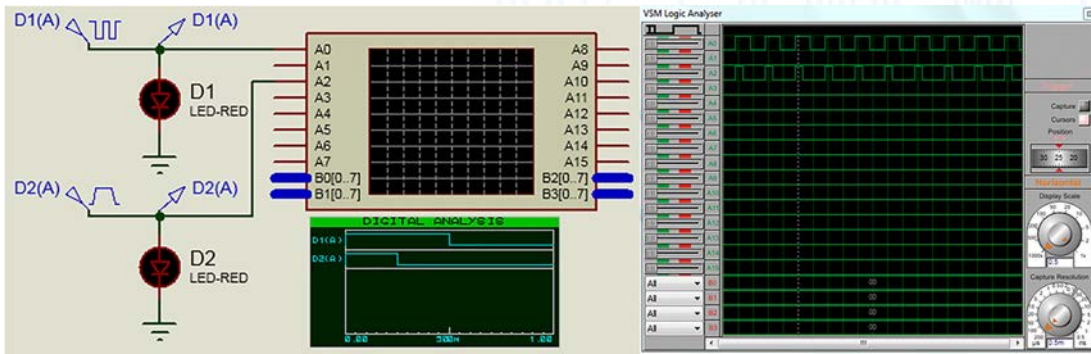 D1(A)
D1(A)
D1
LED-RED
D2(A)
D2(A)
D2
LED-RED
A0
A1
A2
A3
A4
A5
A6
A7
B0[0..7]
B1[0..7]
A8
A9
A10
A11
A12
A13
A14
A15
B2[0..7]
B3[0..7]
DIGITAL ANALYSIS
D1(A)
D2(A)
0.00
500m
1.00
VSM Logic Analyser
A0
A1
A2
A3
A4
A5
A6
A7
A8
A9
A10
A11
A12
A13
A14
A15
All
B0
00
All
B1
00
All
B2
00
All
B3
00
Capture
Cursors
Position
30 25 20
Horizontal
Display Scale
0.5
Capture Resolution
0.5m